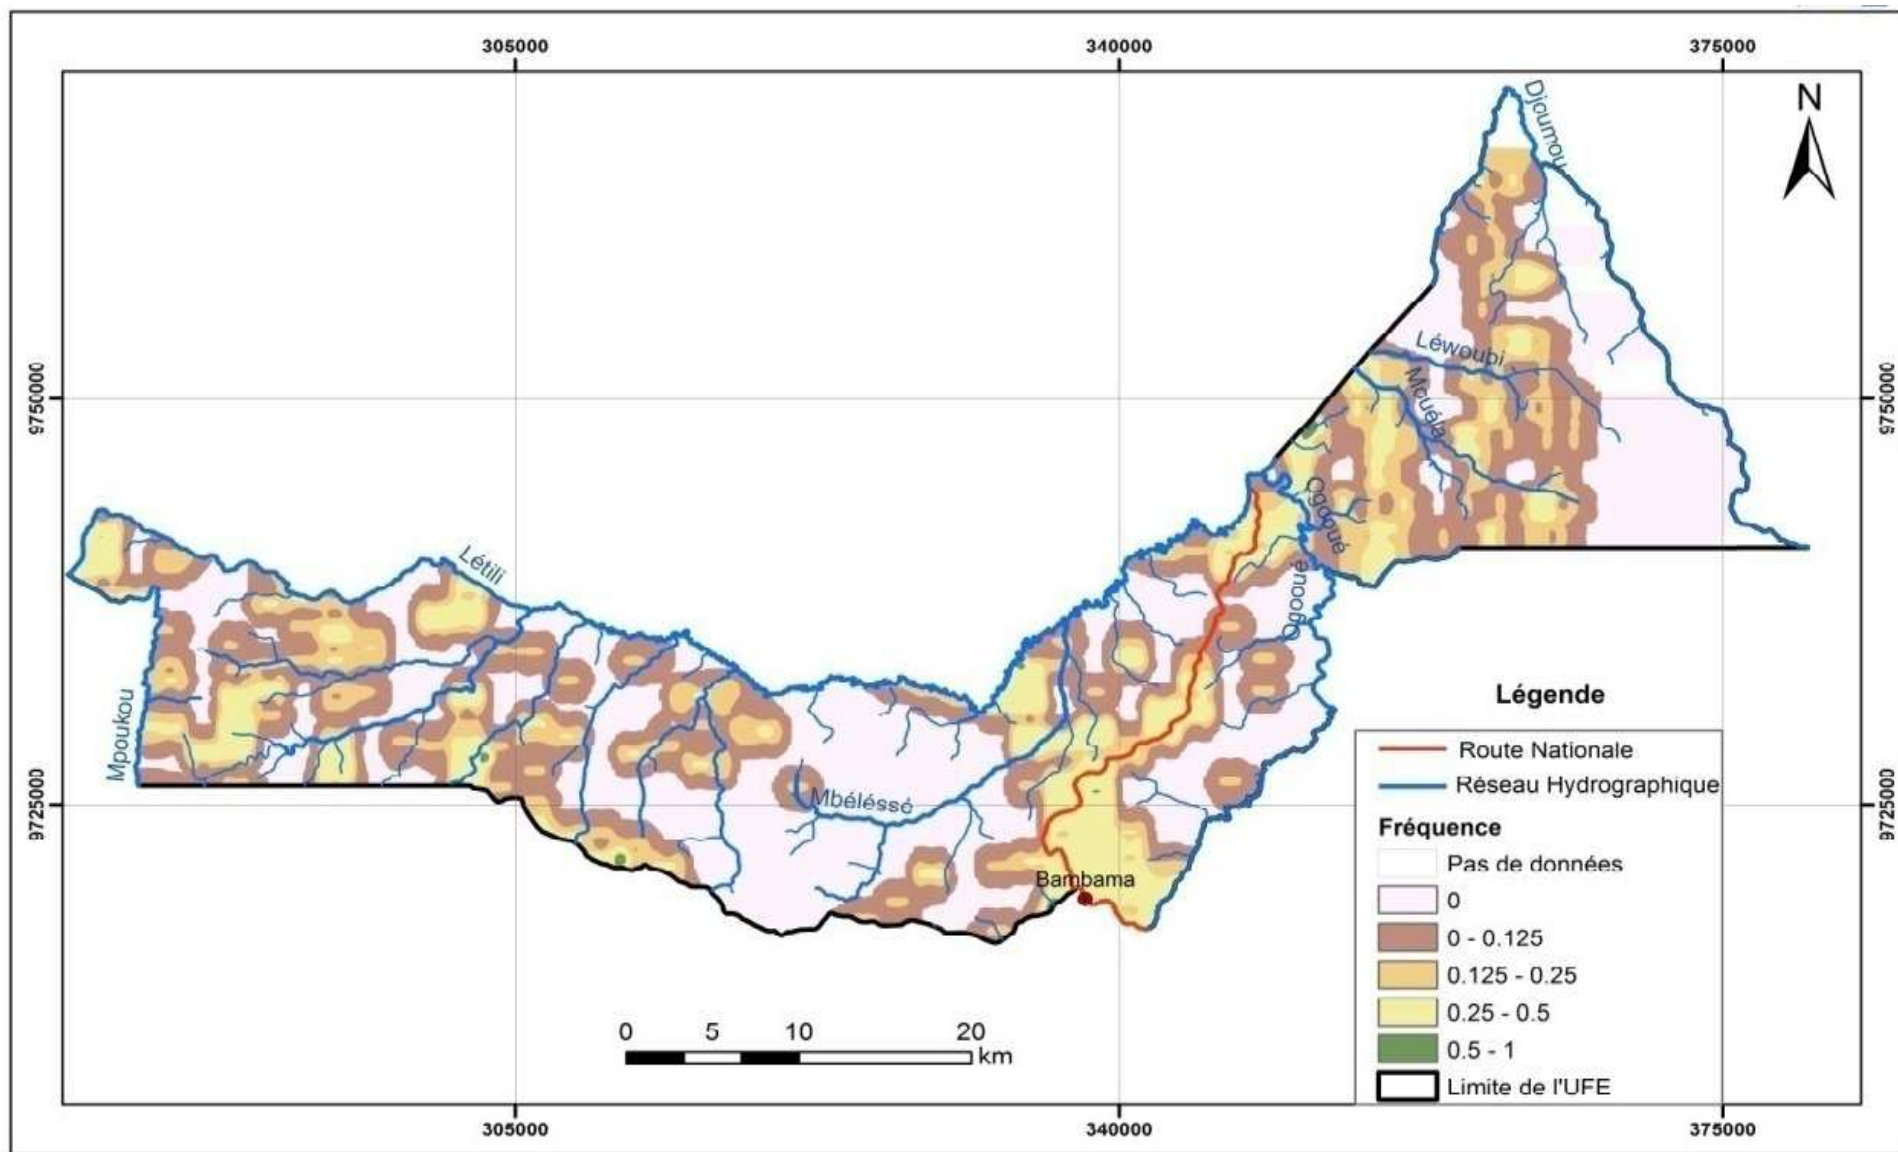 305000
340000
375000
N
Djoumou
Léwoubi
Mouéla
9750000
9750000
Ogooué
Létili
Ogooué
Mpoukou
Mbéléssó
9725000
9725000
Bambama
Légende
Route Nationale
Réseau Hydrographique
Fréquence
Pas de données
0
0 - 0.125
0.125 - 0.25
0.25 - 0.5
0.5 - 1
Limite de l'UFE
0 5 10 20
km
305000
340000
375000